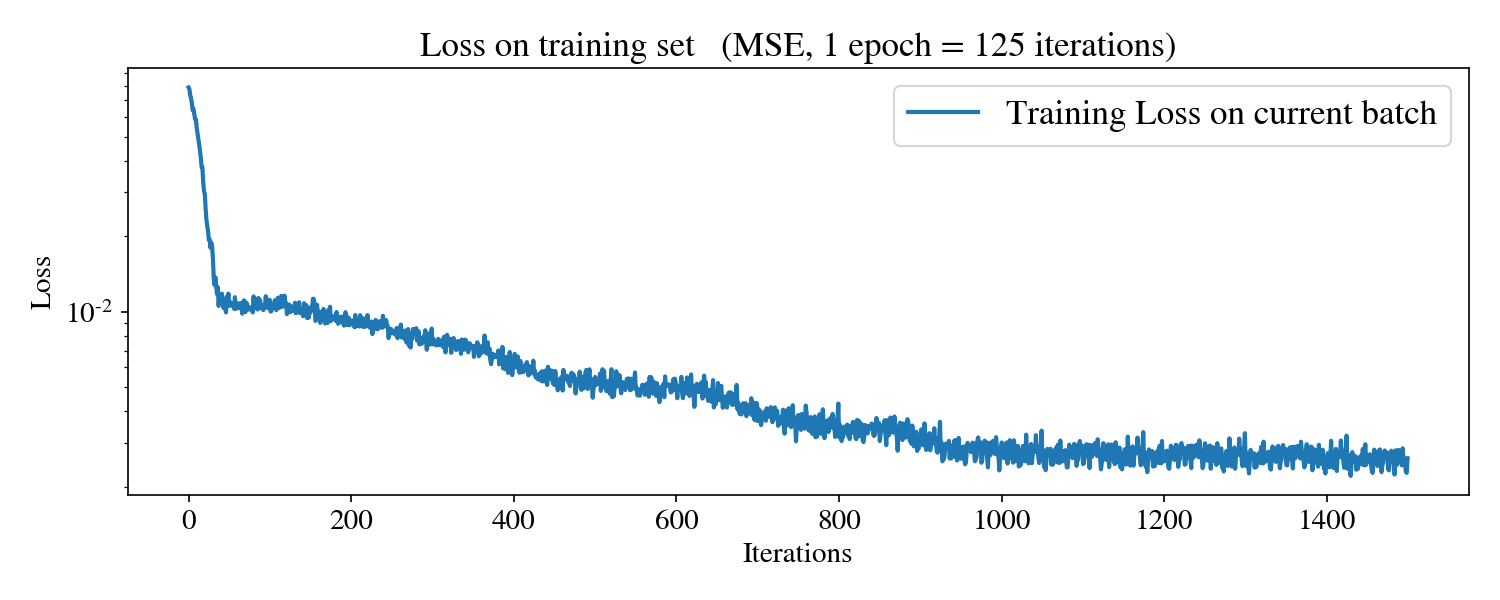 Loss on training set   (MSE, 1 epoch = 125 iterations)
Training Loss on current batch
Loss
10⁻²
0 200 400 600 800 1000 1200 1400
Iterations